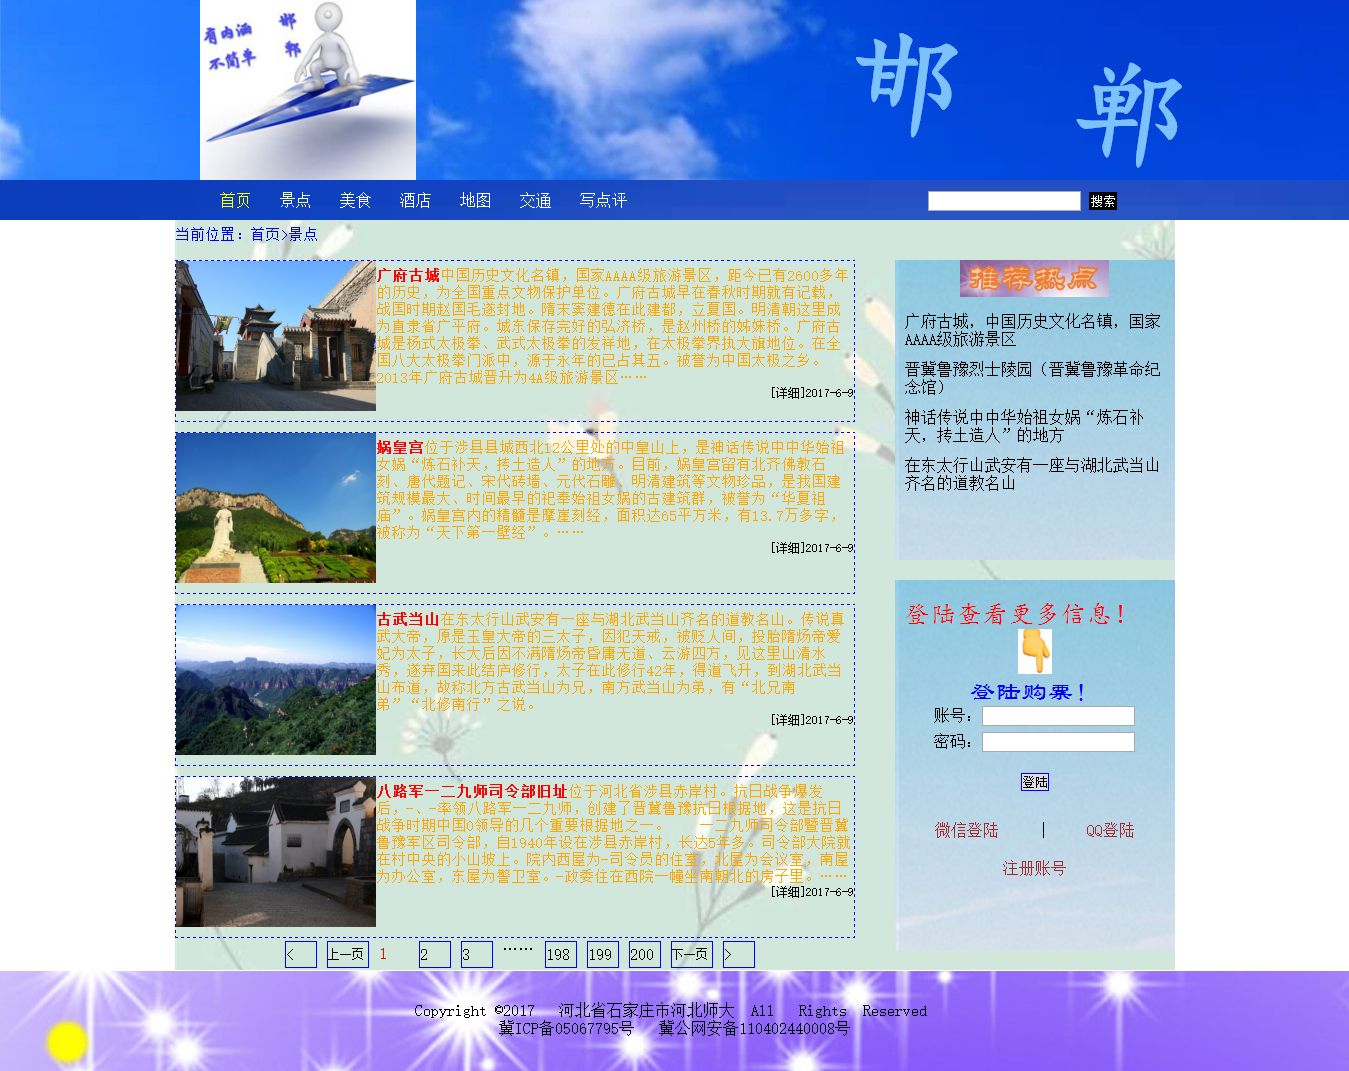 有内涵 邯
不简单 郸
邯 郸
首页 景点 美食 酒店 地图 交通 写点评 搜索
当前位置：首页>景点
广府古城中国历史文化名镇，国家AAAA级旅游景区，距今已有2600多年
的历史，为全国重点文物保护单位。广府古城早在春秋时期就有记载，
战国时期赵国毛遂封地。隋末窦建德在此建都，立夏国。明清朝这里成
为直隶省广平府。城东保存完好的弘济桥，是赵州桥的姊妹桥。广府古
城是杨式太极拳、武式太极拳的发祥地，在太极拳界执大旗地位。在全
国八大太极拳门派中，源于永年的已占其五。被誉为中国太极之乡。
2013年广府古城晋升为4A级旅游景区……
[详细]2017-6-9
娲皇宫位于涉县县城西北12公里处的中皇山上，是神话传说中中华始祖
女娲“炼石补天，抟土造人”的地方。目前，娲皇宫留有北齐佛教石
刻、唐代题记、宋代砖墙、元代石雕、明清建筑等文物珍品，是我国建
筑规模最大、时间最早的祀奉始祖女娲的古建筑群，被誉为“华夏祖
庙”。娲皇宫内的精髓是摩崖刻经，面积达65平方米，有13.7万多字，
被称为“天下第一壁经”。……
[详细]2017-6-9
古武当山在东太行山武安有一座与湖北武当山齐名的道教名山。传说真
武大帝，原是玉皇大帝的三太子，因犯天戒，被贬人间，投胎隋炀帝爱
妃为太子，长大后因不满隋炀帝昏庸无道、云游四方，见这里山清水
秀，遂弃国来此结庐修行，太子在此修行42年，得道飞升，到湖北武当
山布道，故称北方古武当山为兄，南方武当山为弟，有“北兄南
弟”“北修南行”之说。
[详细]2017-6-9
八路军一二九师司令部旧址位于河北省涉县赤岸村。抗日战争爆发
后，-、-率领八路军一二九师，创建了晋冀鲁豫抗日根据地，这是抗日
战争时期中国0领导的几个重要根据地之一。 一二九师司令部暨晋冀
鲁豫军区司令部，自1940年设在涉县赤岸村，长达5年多。司令部大院就
在村中央的小山坡上。院内西屋为-司令员的住室，北屋为会议室，南屋
为办公室，东屋为警卫室。-政委住在西院一幢坐南朝北的房子里。……
[详细]2017-6-9
< 上一页 1 2 3 …… 198 199 200 下一页 >
推荐热点
广府古城，中国历史文化名镇，国家
AAAA级旅游景区
晋冀鲁豫烈士陵园（晋冀鲁豫革命纪
念馆）
神话传说中中华始祖女娲“炼石补
天，抟土造人”的地方
在东太行山武安有一座与湖北武当山
齐名的道教名山
登陆查看更多信息！
登陆购票！
账号：
密码：
登陆
微信登陆 | QQ登陆
注册账号
Copyright ©2017 河北省石家庄市河北师大 All Rights Reserved
冀ICP备05067795号 冀公网安备110402440008号